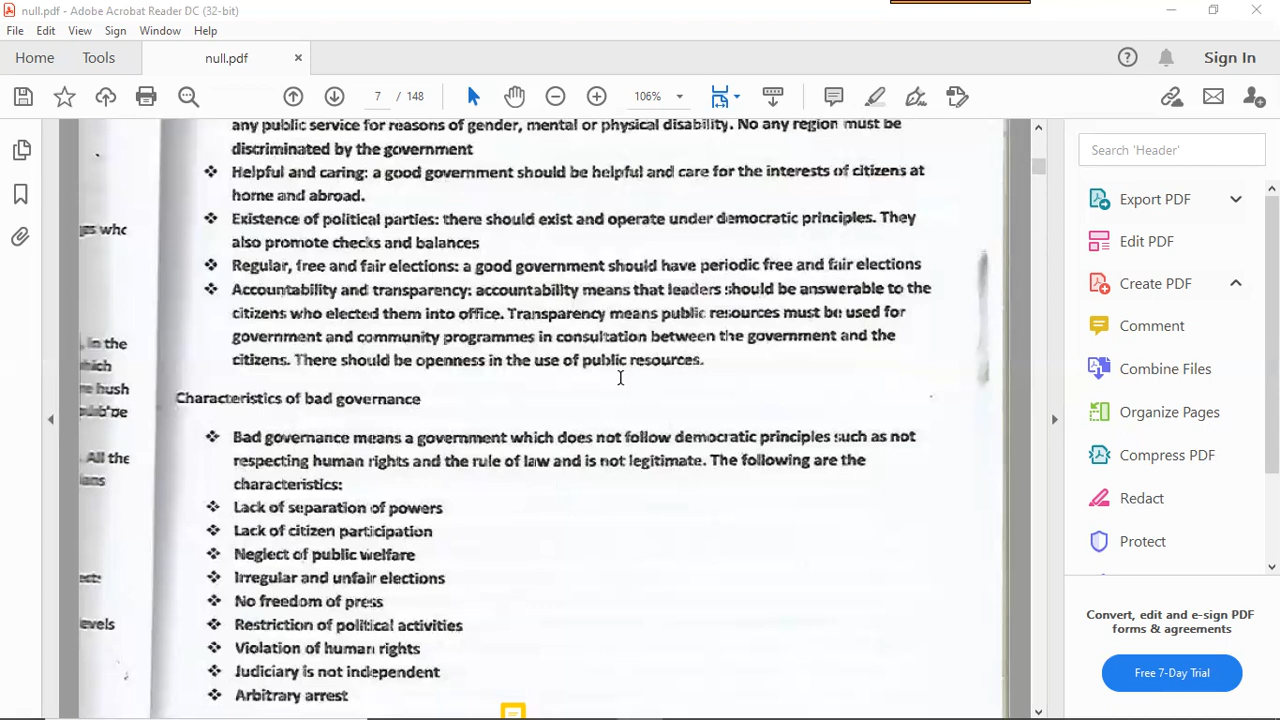 null.pdf - Adobe Acrobat Reader DC (32-bit)
File Edit View Sign Window Help
Home Tools null.pdf × Sign In
7 / 148 106%
any public service for reasons of gender, mental or physical disability. No any region must be
discriminated by the government
❖ Helpful and caring: a good government should be helpful and care for the interests of citizens at
home and abroad.
❖ Existence of political parties: there should exist and operate under democratic principles. They
also promote checks and balances
❖ Regular, free and fair elections: a good government should have periodic free and fair elections
❖ Accountability and transparency: accountability means that leaders should be answerable to the
citizens who elected them into office. Transparency means public resources must be used for
government and community programmes in consultation between the government and the
citizens. There should be openness in the use of public resources.
Characteristics of bad governance
❖ Bad governance means a government which does not follow democratic principles such as not
respecting human rights and the rule of law and is not legitimate. The following are the
characteristics:
❖ Lack of separation of powers
❖ Lack of citizen participation
❖ Neglect of public welfare
❖ Irregular and unfair elections
❖ No freedom of press
❖ Restriction of political activities
❖ Violation of human rights
❖ Judiciary is not independent
❖ Arbitrary arrest
who
. in the
hich
hush
. All the
ians
evels
Search 'Header'
Export PDF
Edit PDF
Create PDF
Comment
Combine Files
Organize Pages
Compress PDF
Redact
Protect
Convert, edit and e-sign PDF
forms & agreements
Free 7-Day Trial